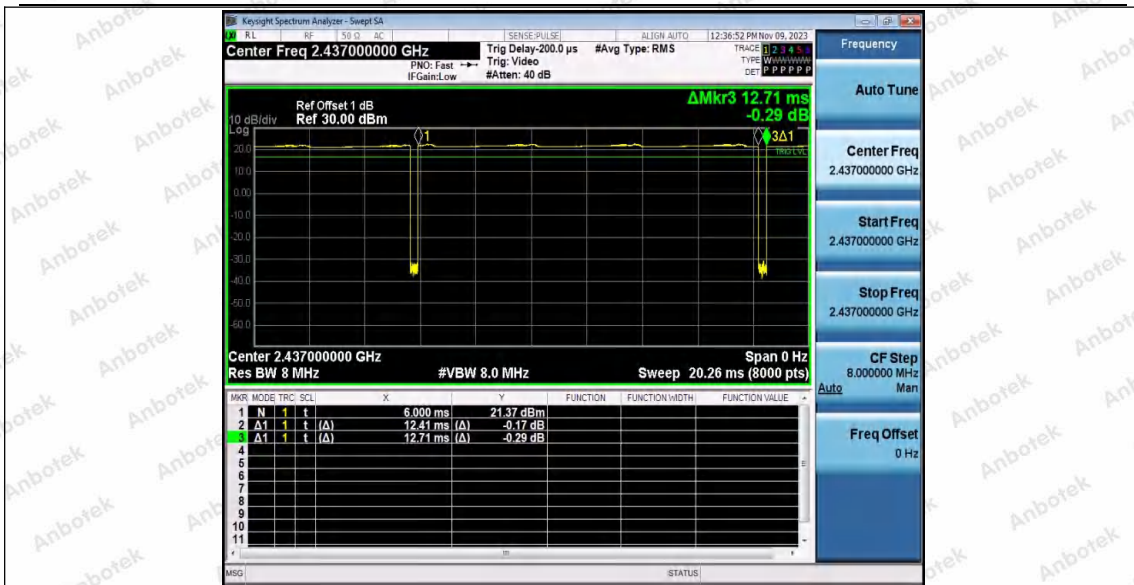 Keysight Spectrum Analyzer - Swept SA
RL RF 50 Ω AC SENSE:PULSE ALIGN AUTO 12:36:52 PM Nov 09, 2023
Center Freq 2.437000000 GHz
PNO: Fast
IFGain:Low
Trig Delay-200.0 µs
Trig: Video
#Atten: 40 dB
#Avg Type: RMS
TRACE 1 2 3 4 5 6
TYPE WWWWWW
DET P P P P P P
Frequency
Auto Tune
Center Freq
2.437000000 GHz
Start Freq
2.437000000 GHz
Stop Freq
2.437000000 GHz
CF Step
8.000000 MHz
Auto Man
Freq Offset
0 Hz
ΔMkr3 12.71 ms
-0.29 dB
Ref Offset 1 dB
10 dB/div Ref 30.00 dBm
Log
1
3Δ1
TRIG LVL
20.0
10.0
0.00
-10.0
-20.0
-30.0
-40.0
-50.0
-60.0
Center 2.437000000 GHz Span 0 Hz
Res BW 8 MHz #VBW 8.0 MHz Sweep 20.26 ms (8000 pts)
MKR MODE TRC SCL X Y FUNCTION FUNCTION WIDTH FUNCTION VALUE
1 N 1 t 6.000 ms 21.37 dBm
2 Δ1 1 t (Δ) 12.41 ms (Δ) -0.17 dB
3 Δ1 1 t (Δ) 12.71 ms (Δ) -0.29 dB
4
5
6
7
8
9
10
11
MSG STATUS
Anbotek